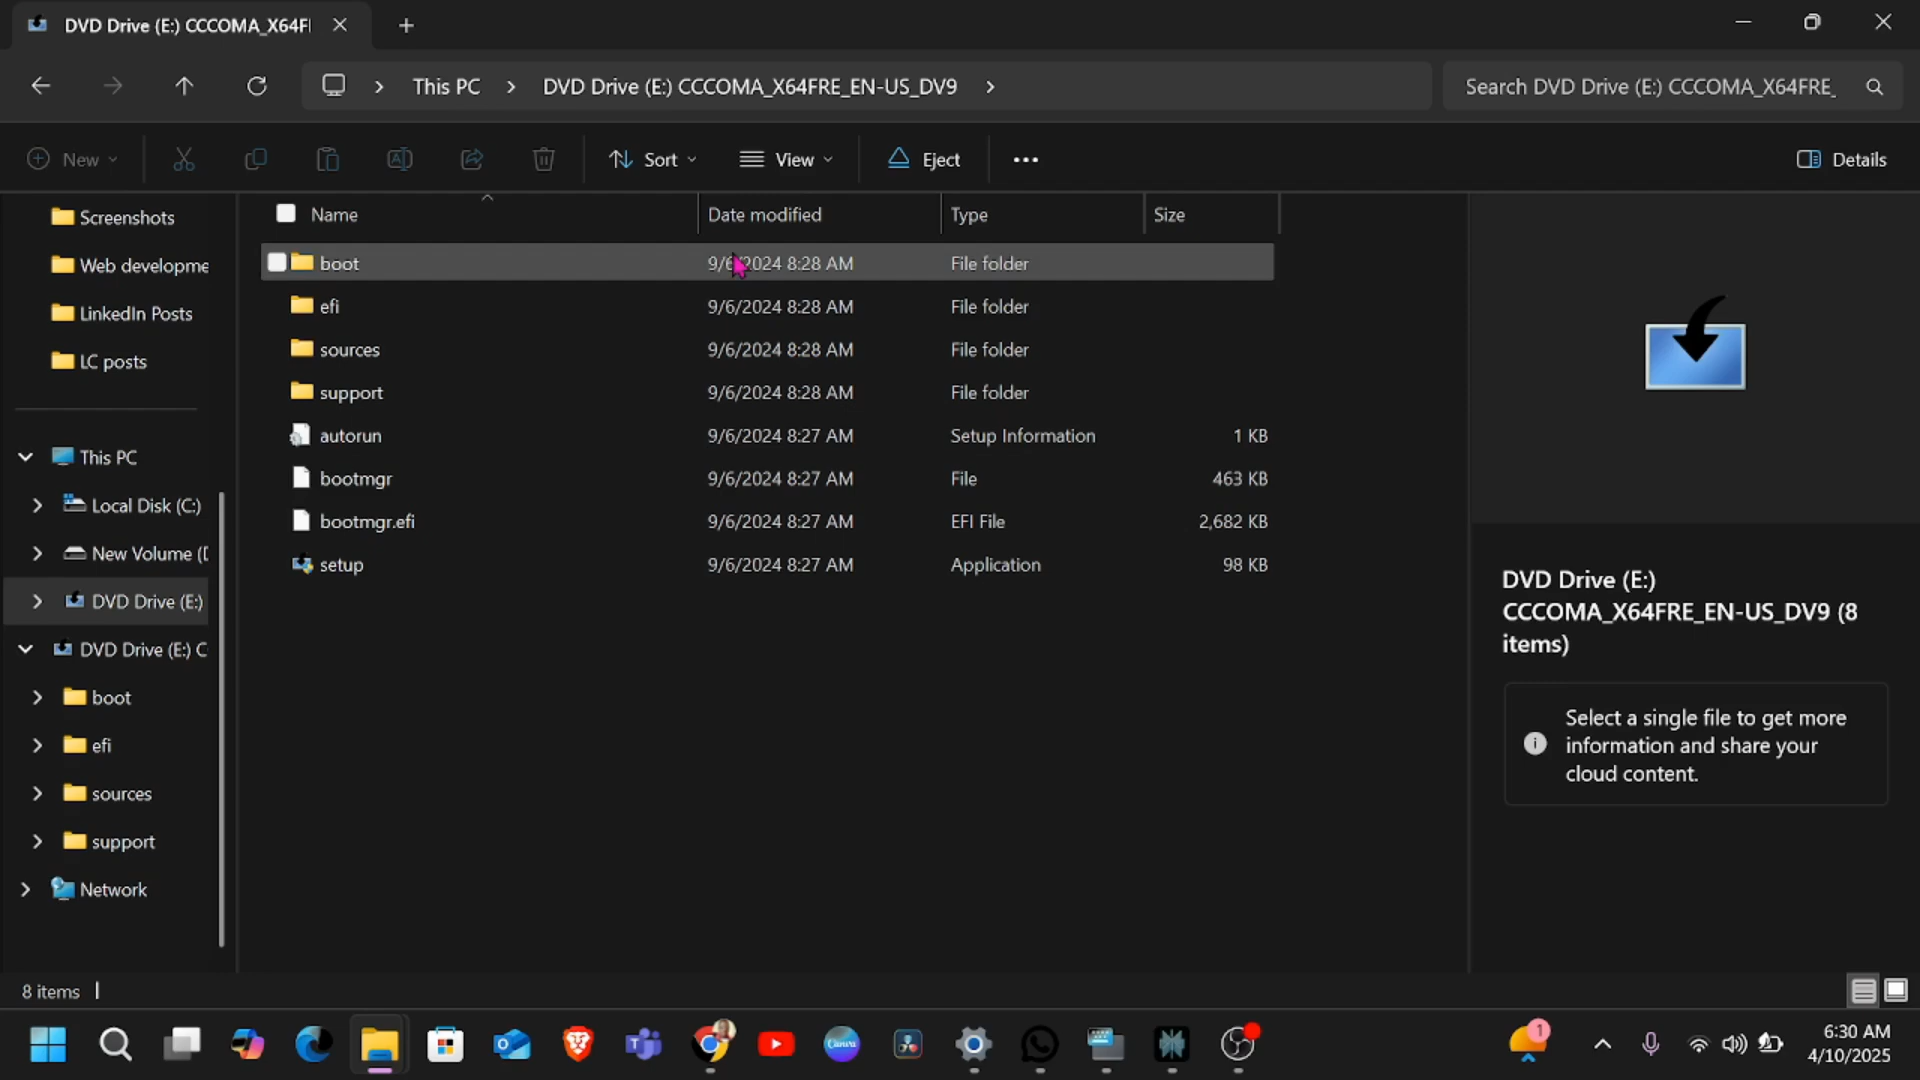 DVD Drive (E:) CCCOMA_X64F
This PC
DVD Drive (E:) CCCOMA_X64FRE_EN-US_DV9
Search DVD Drive (E:) CCCOMA_X64FRE_
New
Sort
View
Eject
Details
Screenshots
Web developme
LinkedIn Posts
LC posts
This PC
Local Disk (C:)
New Volume (
DVD Drive (E:)
DVD Drive (E:) C
boot
efi
sources
support
Network
Name Date modified Type Size
boot 9/6/2024 8:28 AM File folder
efi 9/6/2024 8:28 AM File folder
sources 9/6/2024 8:28 AM File folder
support 9/6/2024 8:28 AM File folder
autorun 9/6/2024 8:27 AM Setup Information 1 KB
bootmgr 9/6/2024 8:27 AM File 463 KB
bootmgr.efi 9/6/2024 8:27 AM EFI File 2,682 KB
setup 9/6/2024 8:27 AM Application 98 KB
DVD Drive (E:)
CCCOMA_X64FRE_EN-US_DV9 (8
items)
Select a single file to get more
information and share your
cloud content.
8 items
Canva
1
6:30 AM
4/10/2025